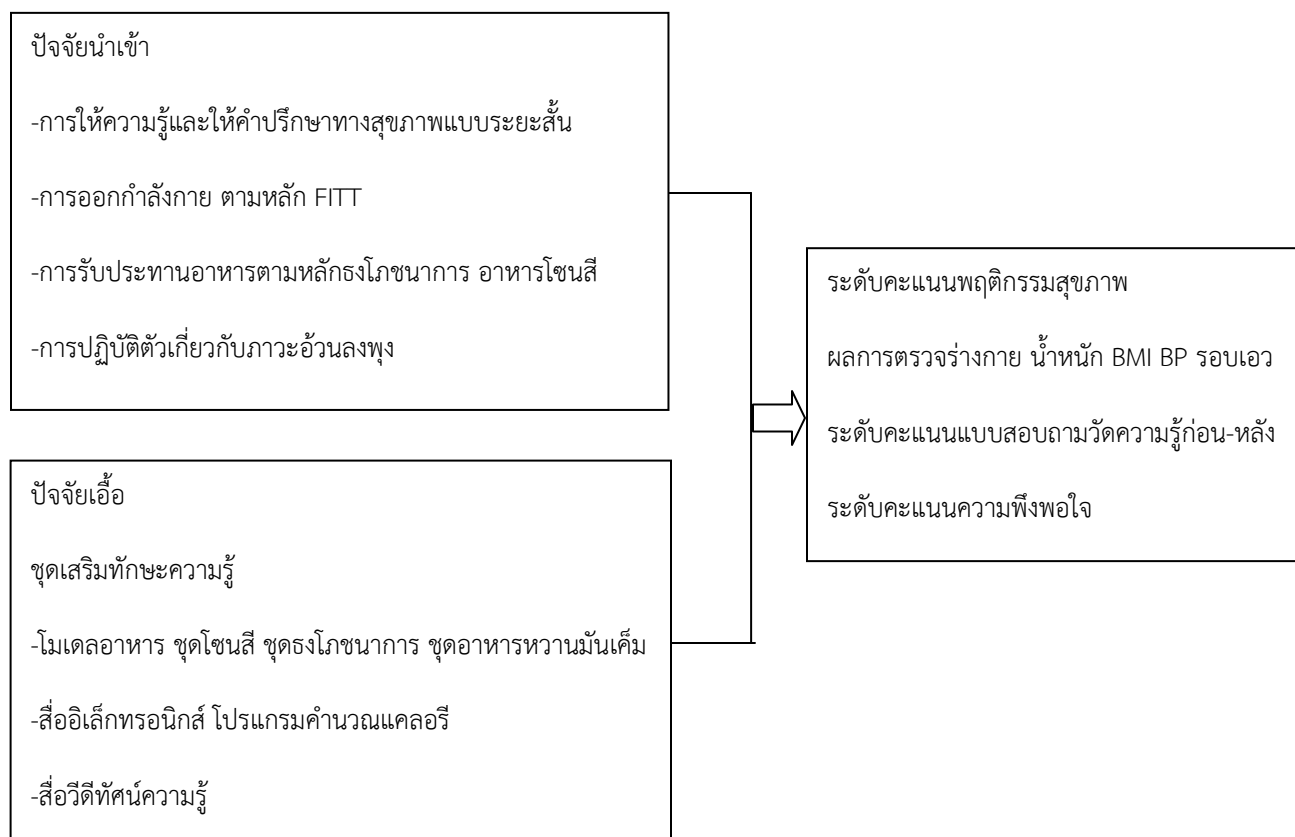 ปัจจัยนำเข้า
-การให้ความรู้และให้คำปรึกษาทางสุขภาพแบบระยะสั้น
-การออกกำลังกาย ตามหลัก FITT
-การรับประทานอาหารตามหลักธงโภชนาการ อาหารโซนสี
-การปฏิบัติตัวเกี่ยวกับภาวะอ้วนลงพุง
ปัจจัยเอื้อ
ชุดเสริมทักษะความรู้
-โมเดลอาหาร ชุดโซนสี ชุดธงโภชนาการ ชุดอาหารหวานมันเค็ม
-สื่ออิเล็กทรอนิกส์ โปรแกรมคำนวณแคลอรี
-สื่อวีดีทัศน์ความรู้
ระดับคะแนนพฤติกรรมสุขภาพ
ผลการตรวจร่างกาย น้ำหนัก BMI BP รอบเอว
ระดับคะแนนแบบสอบถามวัดความรู้ก่อน-หลัง
ระดับคะแนนความพึงพอใจ